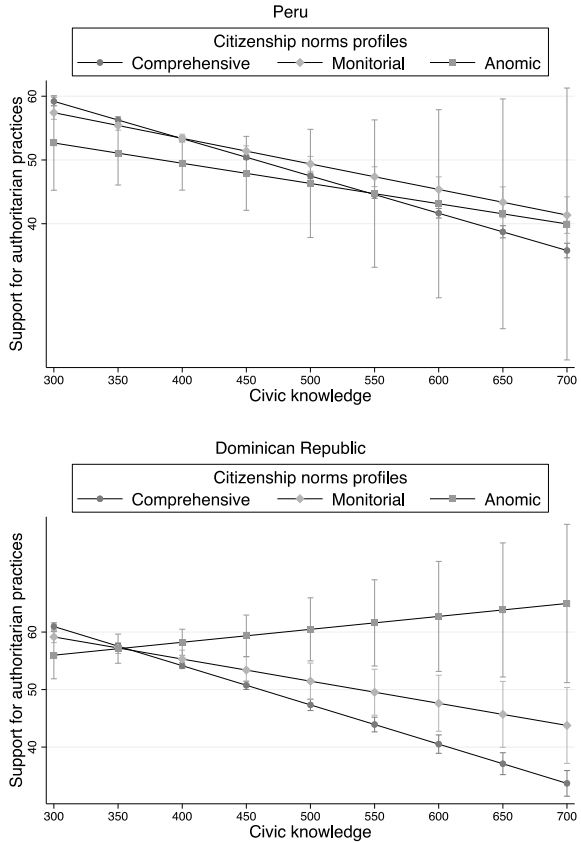 Peru
Citizenship norms profiles
Comprehensive Monitorial Anomic
Support for authoritarian practices
60
50
40
300 350 400 450 500 550 600 650 700
Civic knowledge
Dominican Republic
Citizenship norms profiles
Comprehensive Monitorial Anomic
Support for authoritarian practices
60
50
40
300 350 400 450 500 550 600 650 700
Civic knowledge